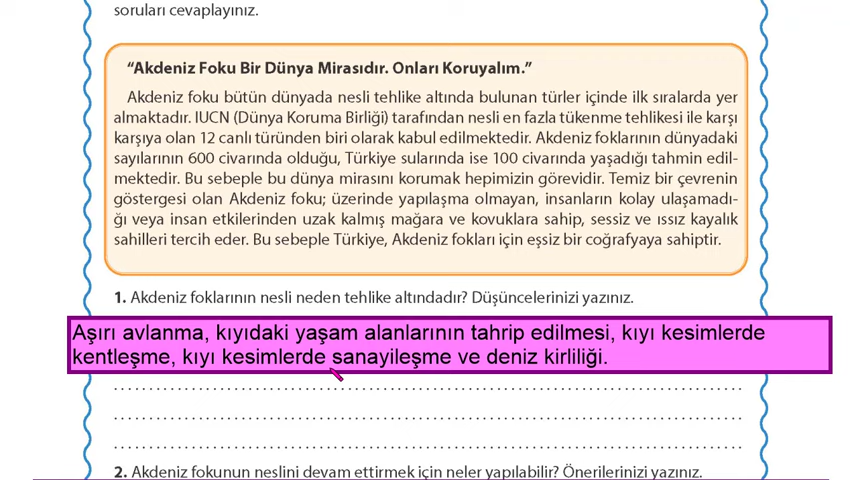 soruları cevaplayınız.
“Akdeniz Foku Bir Dünya Mirasıdır. Onları Koruyalım.”
Akdeniz foku bütün dünyada nesli tehlike altında bulunan türler içinde ilk sıralarda yer
almaktadır. IUCN (Dünya Koruma Birliği) tarafından nesli en fazla tükenme tehlikesi ile karşı
karşıya olan 12 canlı türünden biri olarak kabul edilmektedir. Akdeniz foklarının dünyadaki
sayılarının 600 civarında olduğu, Türkiye sularında ise 100 civarında yaşadığı tahmin edil-
mektedir. Bu sebeple bu dünya mirasını korumak hepimizin görevidir. Temiz bir çevrenin
göstergesi olan Akdeniz foku; üzerinde yapılaşma olmayan, insanların kolay ulaşamadı-
ğı veya insan etkilerinden uzak kalmış mağara ve kovuklara sahip, sessiz ve ıssız kayalık
sahilleri tercih eder. Bu sebeple Türkiye, Akdeniz fokları için eşsiz bir coğrafyaya sahiptir.
1. Akdeniz foklarının nesli neden tehlike altındadır? Düşüncelerinizi yazınız.
Aşırı avlanma, kıyıdaki yaşam alanlarının tahrip edilmesi, kıyı kesimlerde
kentleşme, kıyı kesimlerde sanayileşme ve deniz kirliliği.
2. Akdeniz fokunun neslini devam ettirmek için neler yapılabilir? Önerilerinizi yazınız.